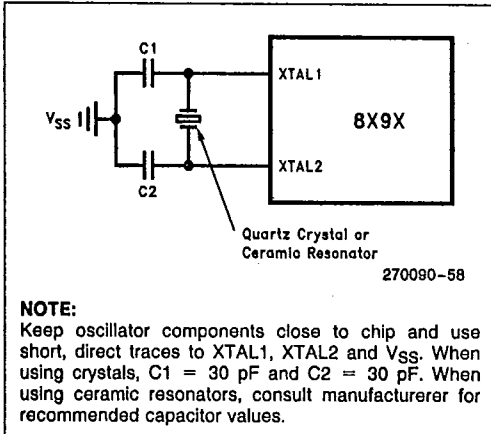 C1
XTAL1
VSS
8X9X
XTAL2
C2
Quartz Crystal or
Ceramic Resonator
270090-58
NOTE:
Keep oscillator components close to chip and use
short, direct traces to XTAL1, XTAL2 and VSS. When
using crystals, C1 = 30 pF and C2 = 30 pF. When
using ceramic resonators, consult manufacturerer for
recommended capacitor values.